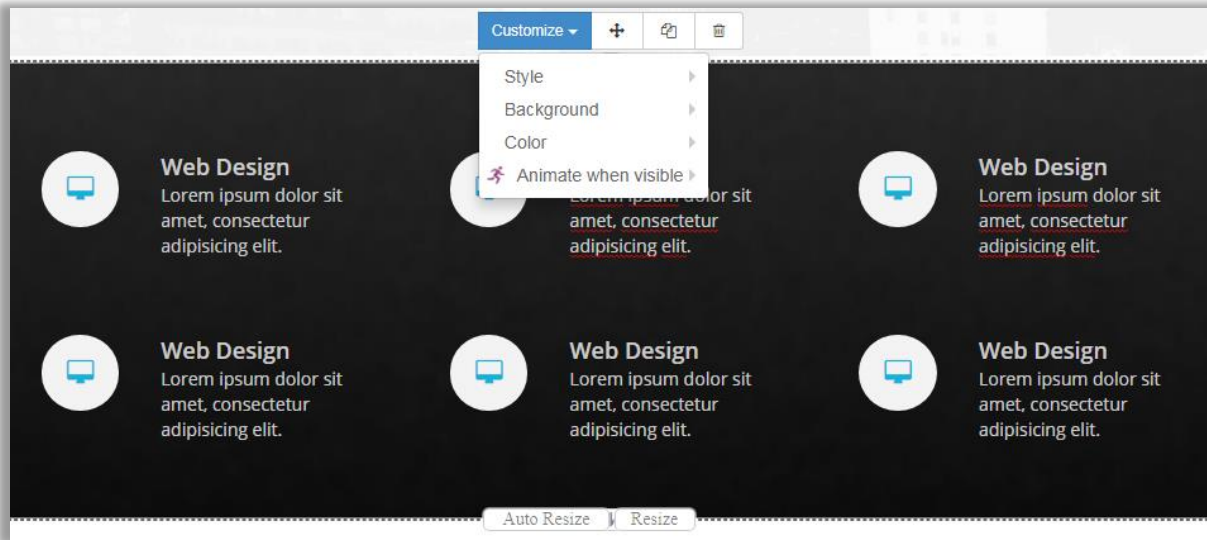 Customize
Style
Background
Color
Animate when visible
Web Design
Lorem ipsum dolor sit
amet, consectetur
adipisicing elit.
Lorem ipsum dolor sit
amet, consectetur
adipisicing elit.
Web Design
Lorem ipsum dolor sit
amet, consectetur
adipisicing elit.
Web Design
Lorem ipsum dolor sit
amet, consectetur
adipisicing elit.
Web Design
Lorem ipsum dolor sit
amet, consectetur
adipisicing elit.
Web Design
Lorem ipsum dolor sit
amet, consectetur
adipisicing elit.
Auto Resize
Resize